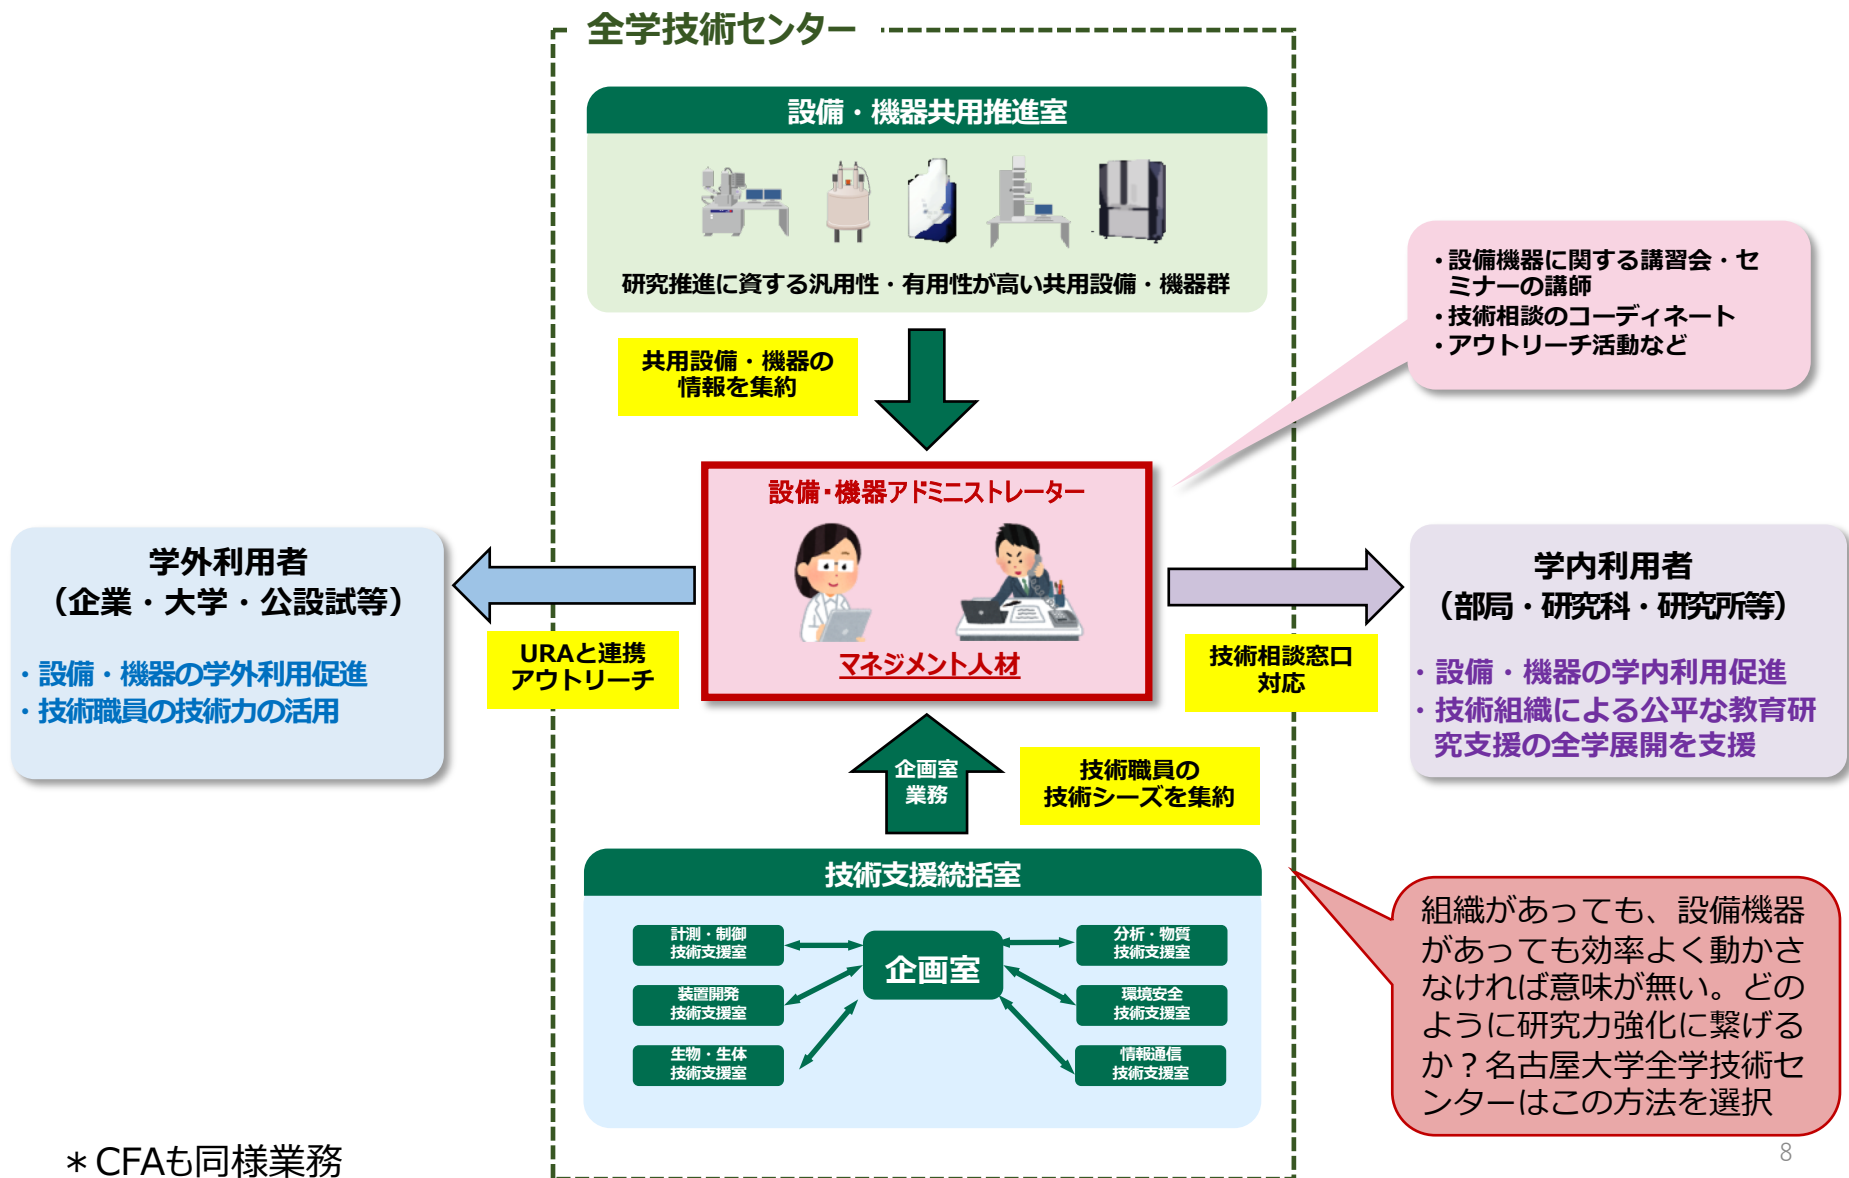 全学技術センター
設備・機器共用推進室
研究推進に資する汎用性・有用性が高い共用設備・機器群
共用設備・機器の
情報を集約
・設備機器に関する講習会・セ
ミナーの講師
・技術相談のコーディネート
・アウトリーチ活動など
設備・機器アドミニストレーター
マネジメント人材
学外利用者
（企業・大学・公設試等）
・設備・機器の学外利用促進
・技術職員の技術力の活用
URAと連携
アウトリーチ
技術相談窓口
対応
学内利用者
（部局・研究科・研究所等）
・設備・機器の学内利用促進
・技術組織による公平な教育研
究支援の全学展開を支援
企画室
業務
技術職員の
技術シーズを集約
技術支援統括室
計測・制御
技術支援室
装置開発
技術支援室
生物・生体
技術支援室
企画室
分析・物質
技術支援室
環境安全
技術支援室
情報通信
技術支援室
組織があっても、設備機器
があっても効率よく動かさ
なければ意味が無い。どの
ように研究力強化に繋げる
か？名古屋大学全学技術セ
ンターはこの方法を選択
＊CFAも同様業務
8